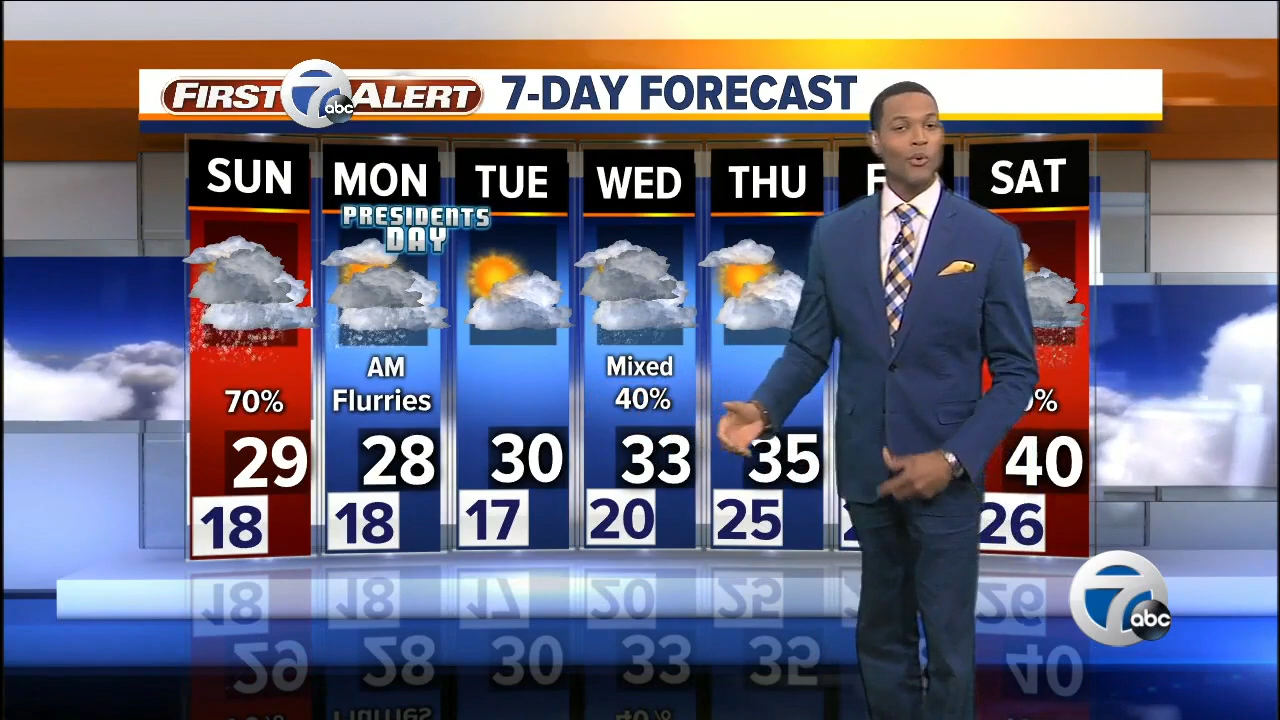 FIRST 7 abc ALERT 7-DAY FORECAST
SUN MON TUE WED THU SAT
PRESIDENTS
DAY
AM Mixed
70% Flurries 40%
29 28 30 33 35 40
18 18 17 20 25 26
7 abc